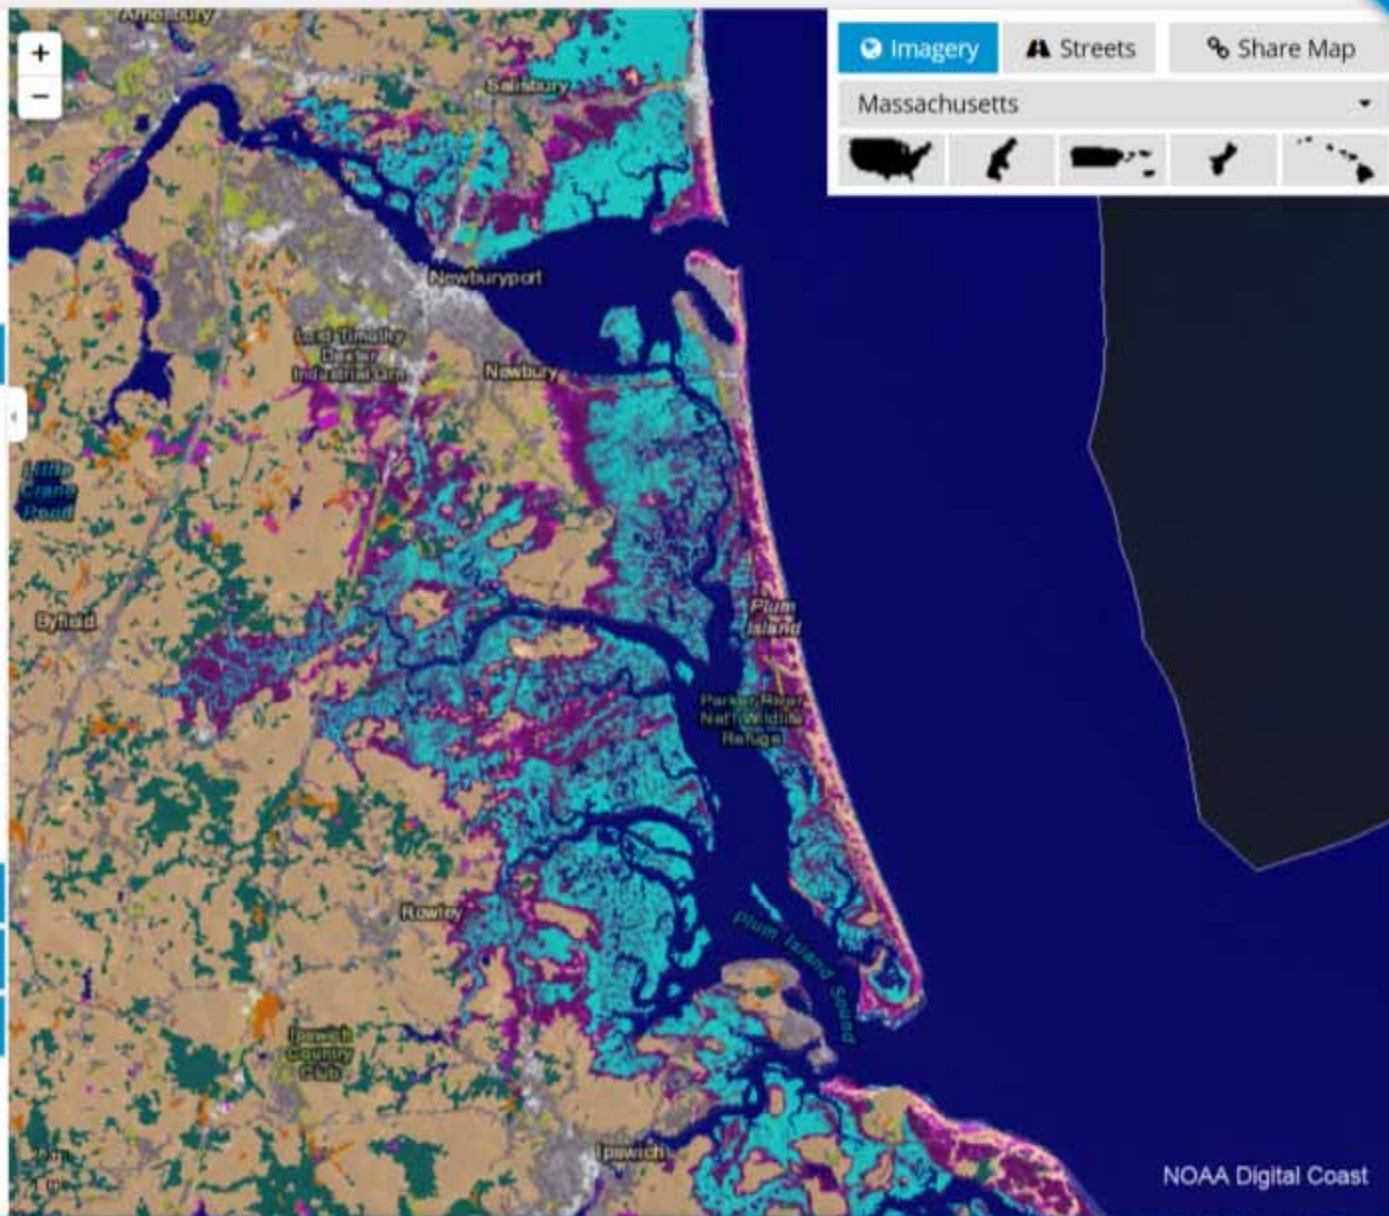 Amesbury
+
−
Imagery
Streets
Share Map
Massachusetts
Salisbury
Newburyport
Lord Timothy
Dexter
Industrial Grn
Newbury
Little
Crane
Pond
Byfield
Plum
Island
Parker River
Nat'l Wildlife
Refuge
Rowley
Plum Island Sound
Ipswich
Country
Club
Ipswich
NOAA Digital Coast